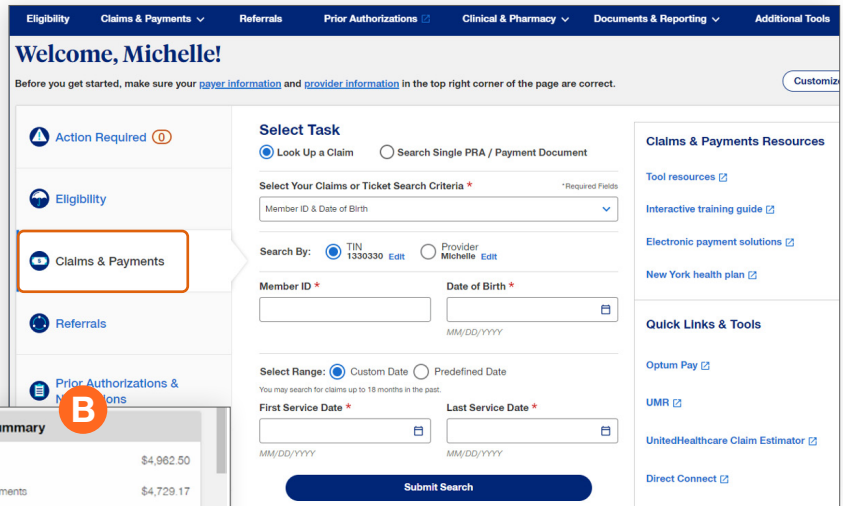 Eligibility Claims & Payments Referrals Prior Authorizations Clinical & Pharmacy Documents & Reporting Additional Tools
Welcome, Michelle!
Before you get started, make sure your payer information and provider information in the top right corner of the page are correct.
Customize
Action Required 0
Eligibility
Claims & Payments
Referrals
Prior Authorizations &
B
Select Task
Look Up a Claim Search Single PRA / Payment Document
Select Your Claims or Ticket Search Criteria * *Required Fields
Member ID & Date of Birth
Search By: TIN 1330330 Edit Provider Michelle Edit
Member ID * Date of Birth *
MM/DD/YYYY
Select Range: Custom Date Predefined Date
You may search for claims up to 18 months in the past.
First Service Date * Last Service Date *
MM/DD/YYYY MM/DD/YYYY
Submit Search
Claims & Payments Resources
Tool resources
Interactive training guide
Electronic payment solutions
New York health plan
Quick Links & Tools
Optum Pay
UMR
UnitedHealthcare Claim Estimator
Direct Connect
$4,962.50
$4,729.17